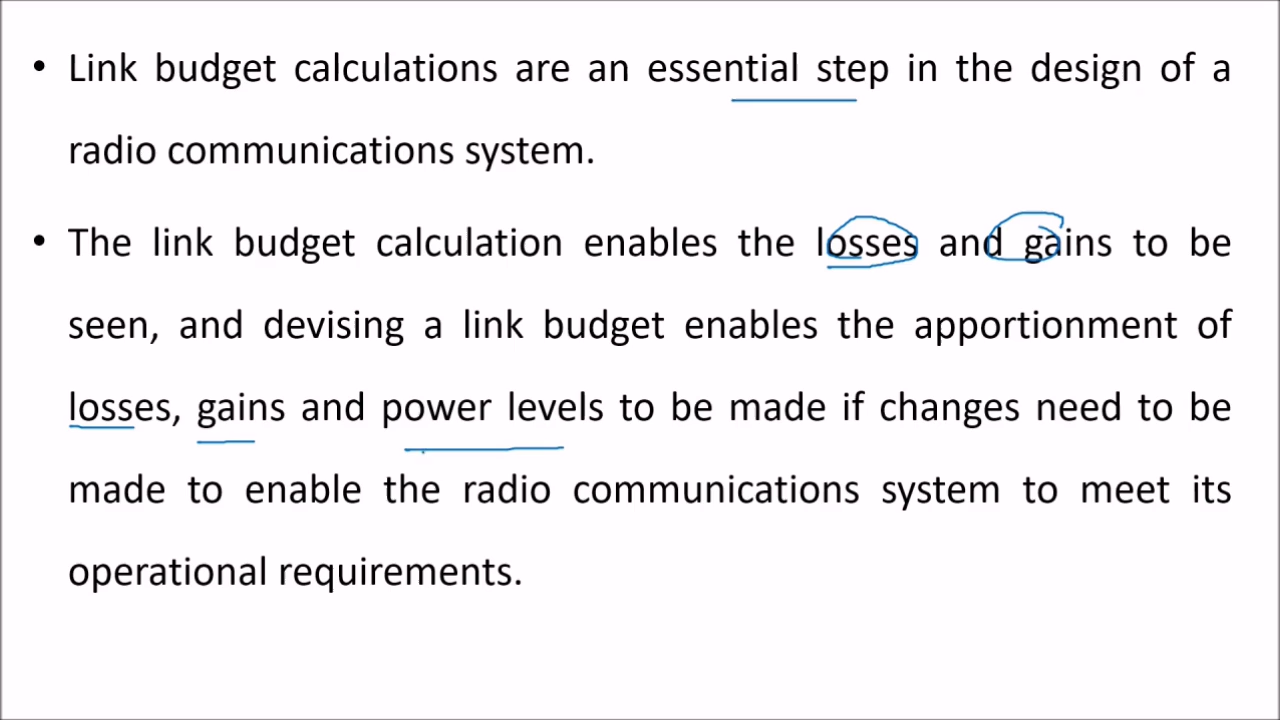 • Link budget calculations are an essential step in the design of a
radio communications system.
• The link budget calculation enables the losses and gains to be
seen, and devising a link budget enables the apportionment of
losses, gains and power levels to be made if changes need to be
made to enable the radio communications system to meet its
operational requirements.